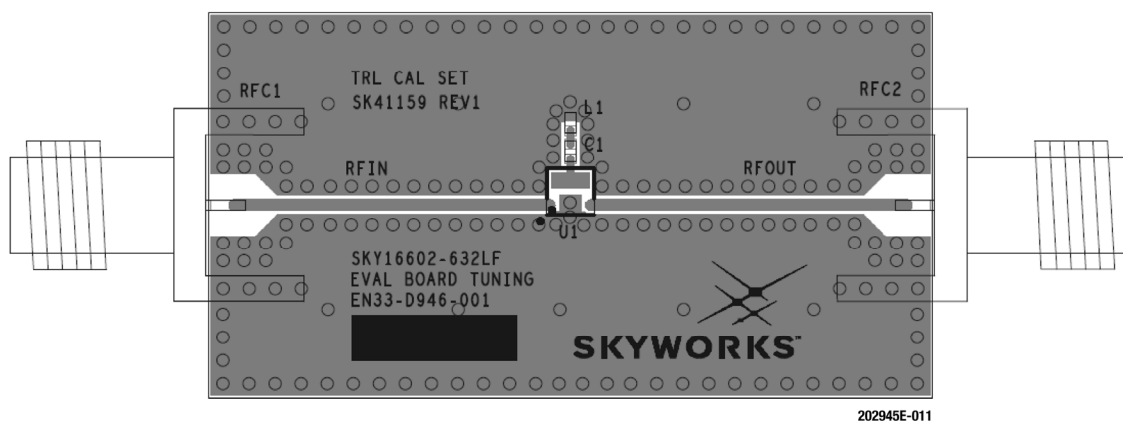 TRL CAL SET
SK41159 REV1
RFC1
RFC2
L1
C1
RFIN
RFOUT
U1
SKY16602-632LF
EVAL BOARD TUNING
EN33-D946-001
SKYWORKS™
202945E-011